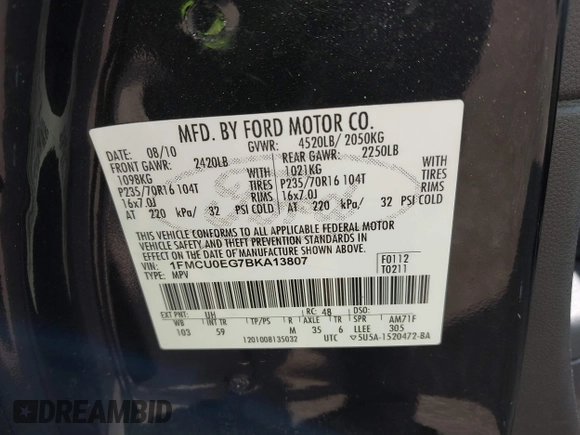 MFD. BY FORD MOTOR CO.
DATE: 08/10 GVWR: 4520LB/ 2050KG
FRONT GAWR: 2420LB REAR GAWR: 2250LB
1098KG WITH 1021KG WITH
P235/70R16 104T TIRES P235/70R16 104T TIRES
16x7.0J RIMS 16x7.0J RIMS
AT 220 kPa/ 32 PSI COLD AT 220 kPa/ 32 PSI COLD
THIS VEHICLE CONFORMS TO ALL APPLICABLE FEDERAL MOTOR
VEHICLE SAFETY AND THEFT PREVENTION STANDARDS IN
EFFECT ON THE DATE OF MANUFACTURE SHOWN ABOVE.
VIN: 1FMCU0EG7BKA13807 F0112
TYPE: MPV T0211
EXT PNT: UH RC: 48 DSO:
WB INT TR TP/PS R AXLE TR SPR AM71F
103 59 M 35 6 LLEE 305
1201008135032 UTC ▽5U5A-1520472-BA
DREAMBID